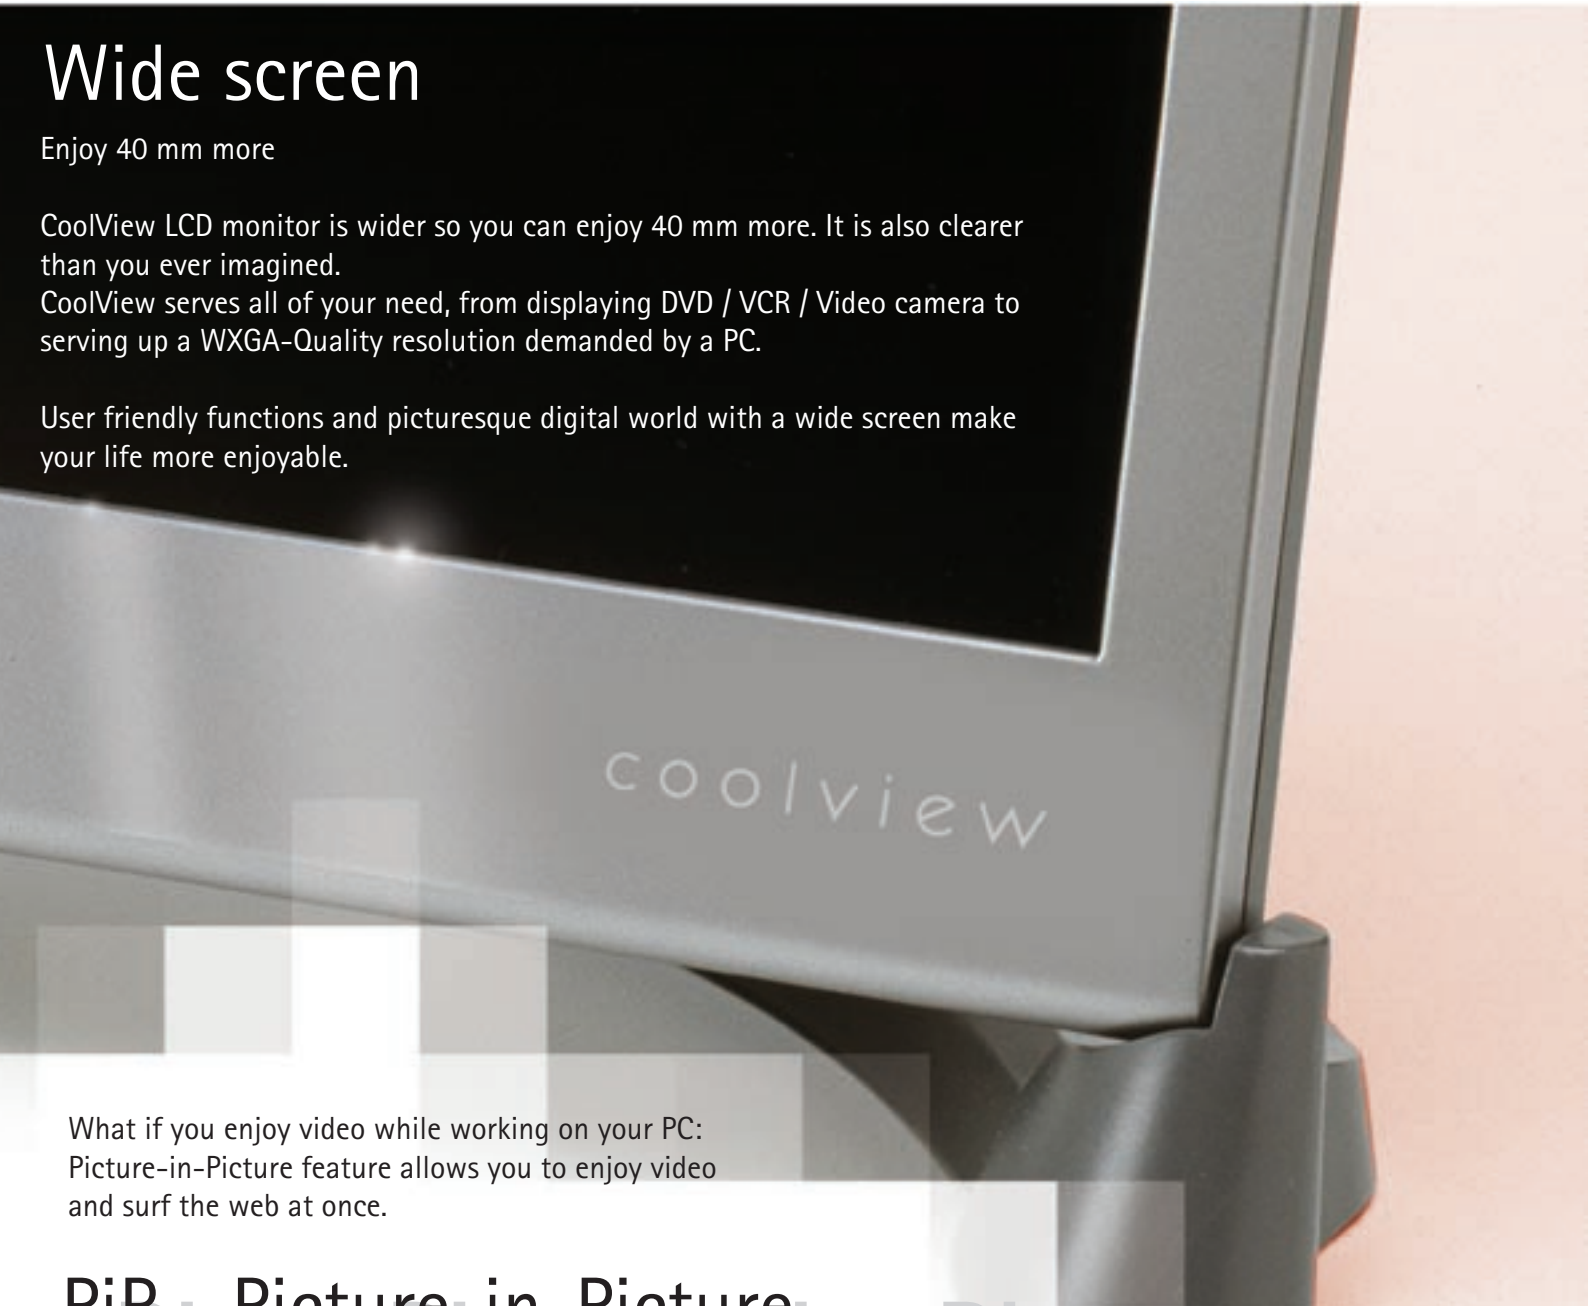 Wide screen
Enjoy 40 mm more
CoolView LCD monitor is wider so you can enjoy 40 mm more. It is also clearer
than you ever imagined.
CoolView serves all of your need, from displaying DVD / VCR / Video camera to
serving up a WXGA-Quality resolution demanded by a PC.
User friendly functions and picturesque digital world with a wide screen make
your life more enjoyable.
coolview
What if you enjoy video while working on your PC:
Picture-in-Picture feature allows you to enjoy video
and surf the web at once.
PiP Picture in Picture